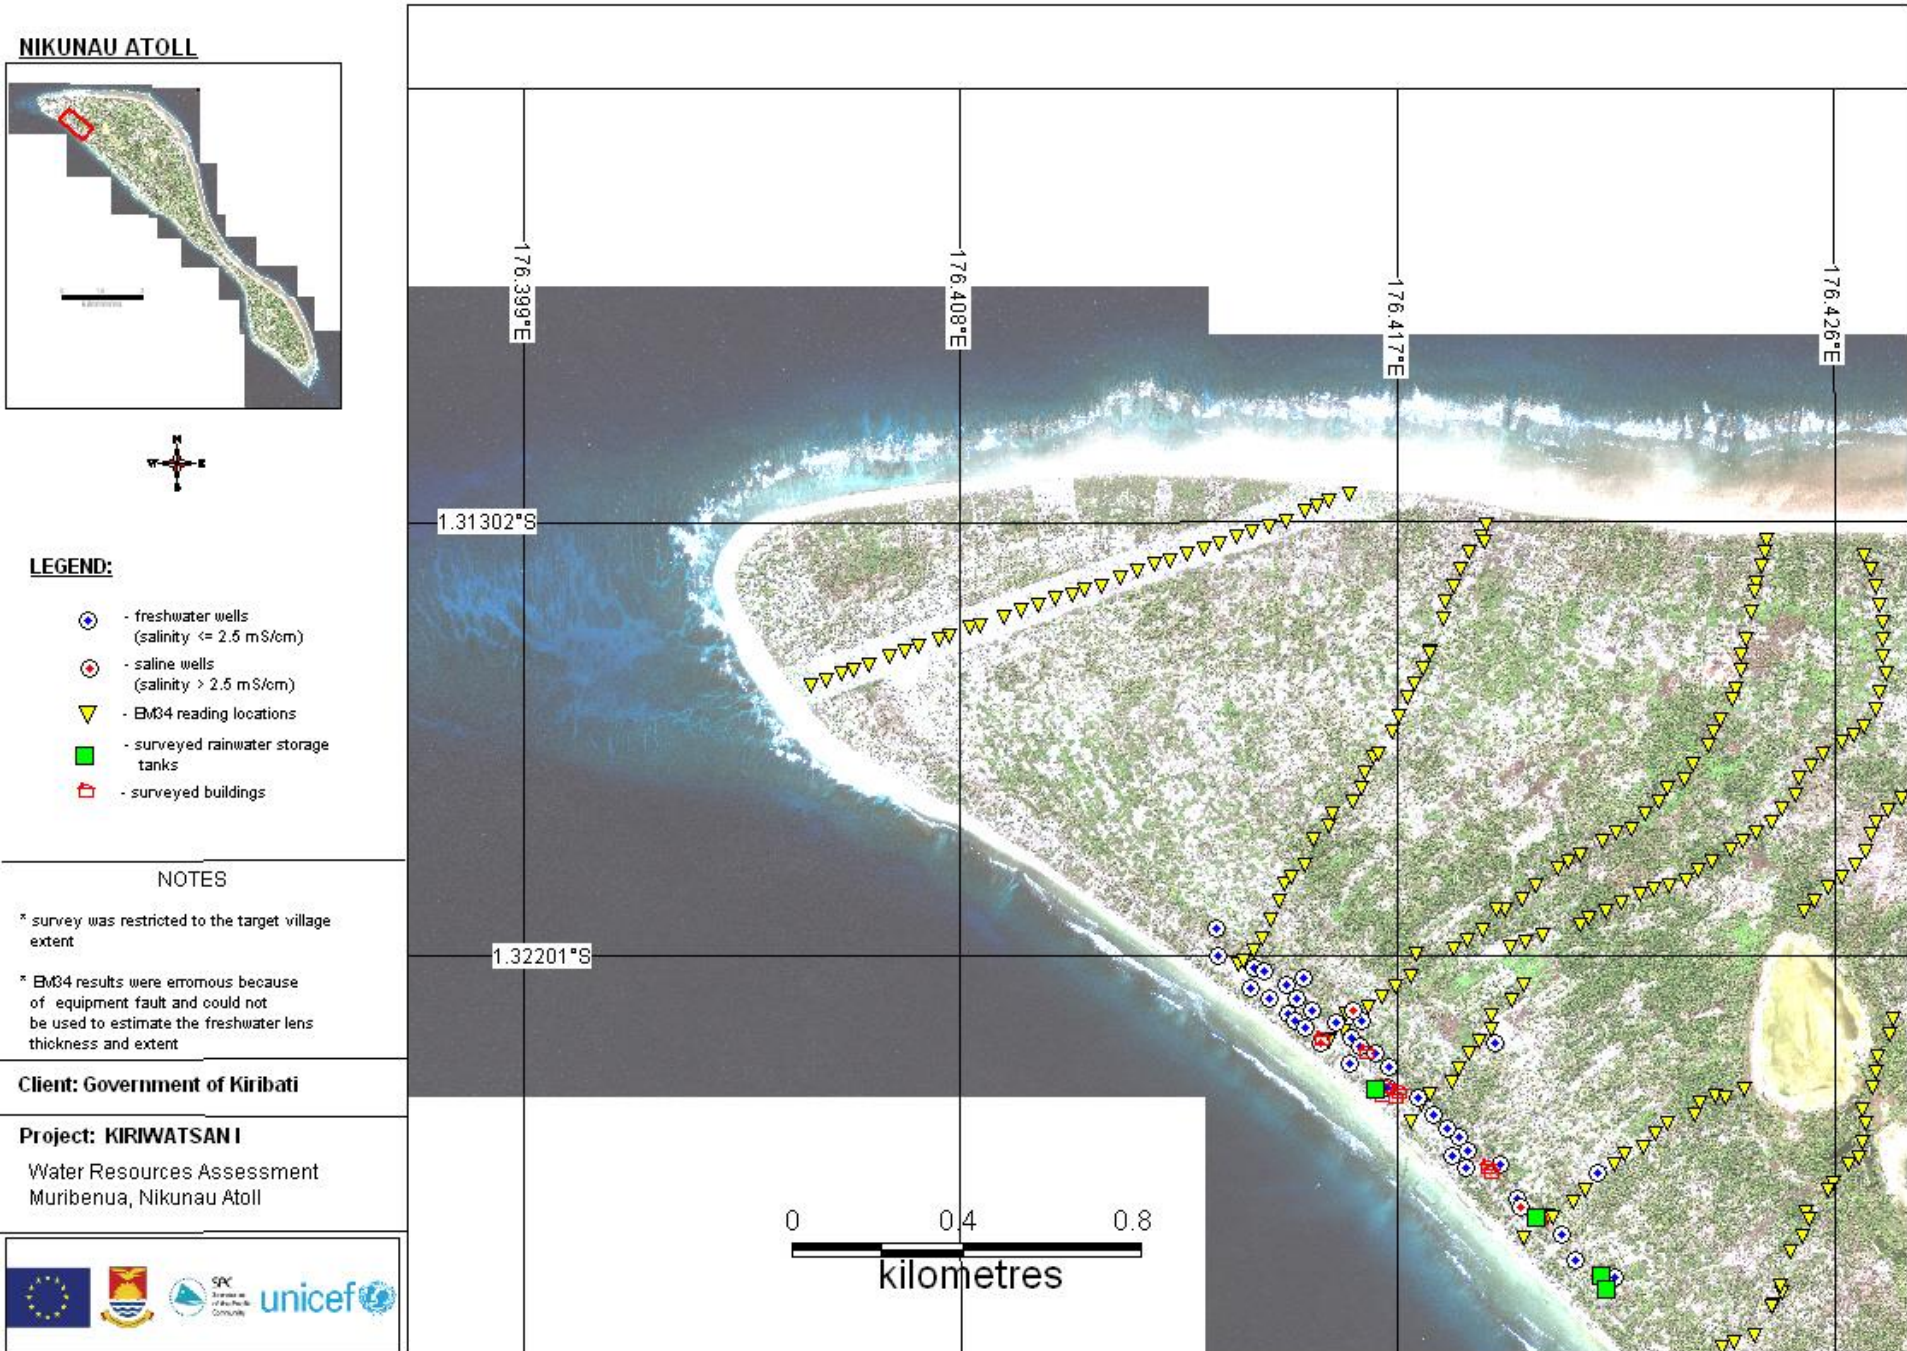 NIKUNAU ATOLL
N
W E
S
LEGEND:
- freshwater wells
(salinity <= 2.5 mS/cm)
- saline wells
(salinity > 2.5 mS/cm)
- EM34 reading locations
- surveyed rainwater storage
tanks
- surveyed buildings
NOTES
* survey was restricted to the target village
extent
* EM34 results were erromous because
of equipment fault and could not
be used to estimate the freshwater lens
thickness and extent
Client: Government of Kiribati
Project: KIRIWATSAN I
Water Resources Assessment
Muribenua, Nikunau Atoll
SPC
unicef
176.399°E
176.408°E
176.417°E
176.426°E
1.31302°S
1.32201°S
0 0.4 0.8
kilometres